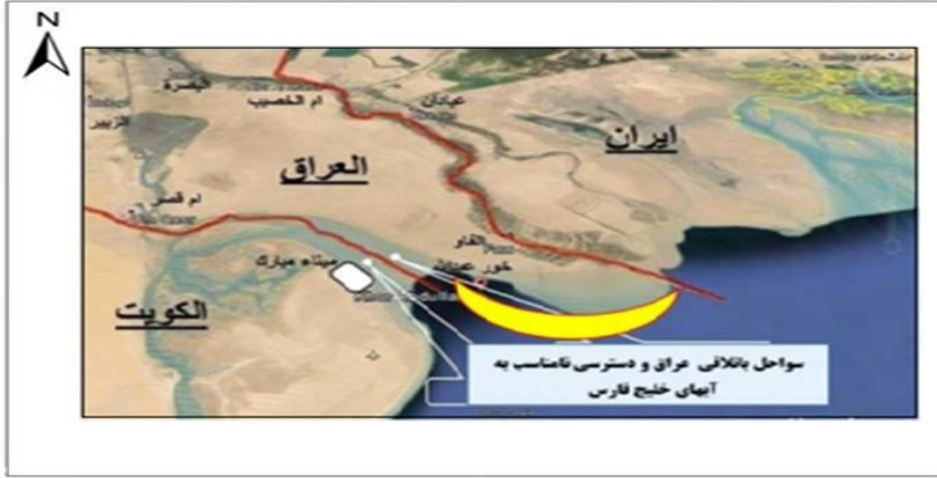 N
البصرة
ام الخصيب
عبادان
ايران
الزبير
العراق
ام قصر
الفاو
خور عبدالله
ميناء مبارك
الكويت
سواحل باتلاقی عراق و دسترسی نامناسب به
آبهای خلیج فارس